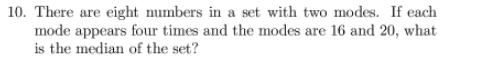 10. There are eight numbers in a set with two modes. If each
mode appears four times and the modes are 16 and 20, what
is the median of the set?